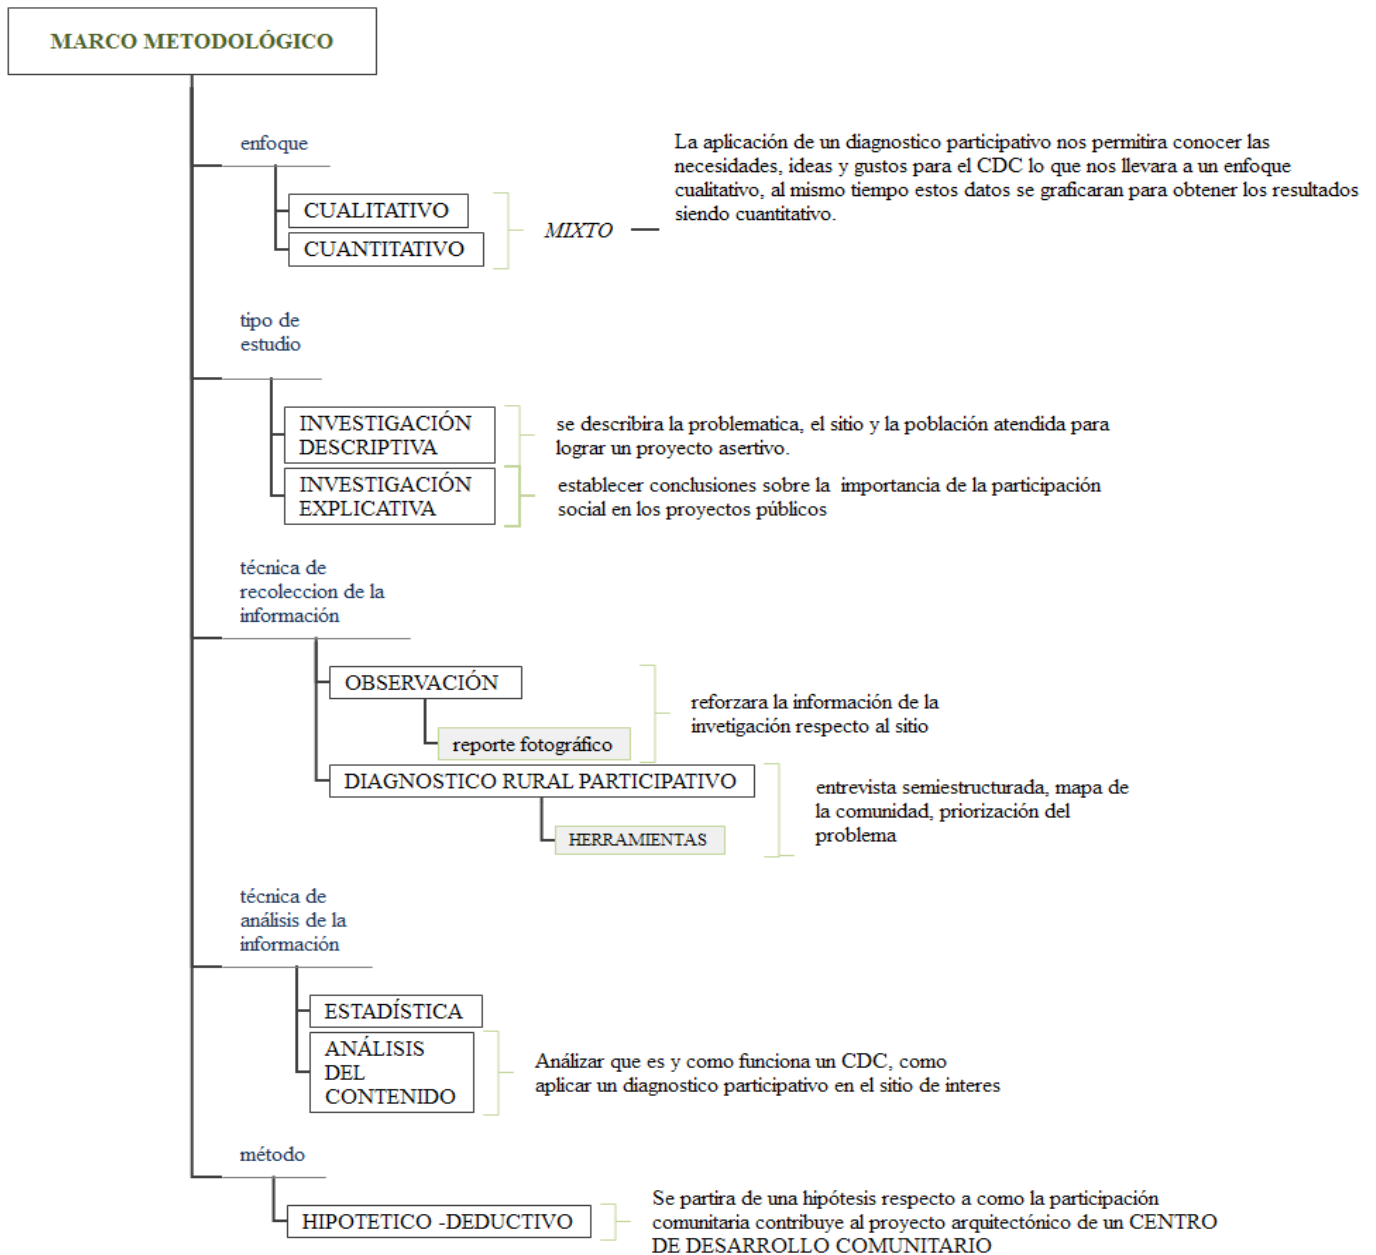 MARCO METODOLÓGICO
enfoque
CUALITATIVO
CUANTITATIVO
MIXTO
La aplicación de un diagnostico participativo nos permitira conocer las
necesidades, ideas y gustos para el CDC lo que nos llevara a un enfoque
cualitativo, al mismo tiempo estos datos se graficaran para obtener los resultados
siendo cuantitativo.
tipo de
estudio
INVESTIGACIÓN
DESCRIPTIVA
se describira la problematica, el sitio y la población atendida para
lograr un proyecto asertivo.
INVESTIGACIÓN
EXPLICATIVA
establecer conclusiones sobre la importancia de la participación
social en los proyectos públicos
técnica de
recoleccion de la
información
OBSERVACIÓN
reporte fotográfico
reforzara la información de la
invetigación respecto al sitio
DIAGNOSTICO RURAL PARTICIPATIVO
HERRAMIENTAS
entrevista semiestructurada, mapa de
la comunidad, priorización del
problema
técnica de
análisis de la
información
ESTADÍSTICA
ANÁLISIS
DEL
CONTENIDO
Análizar que es y como funciona un CDC, como
aplicar un diagnostico participativo en el sitio de interes
método
HIPOTETICO -DEDUCTIVO
Se partira de una hipótesis respecto a como la participación
comunitaria contribuye al proyecto arquitectónico de un CENTRO
DE DESARROLLO COMUNITARIO